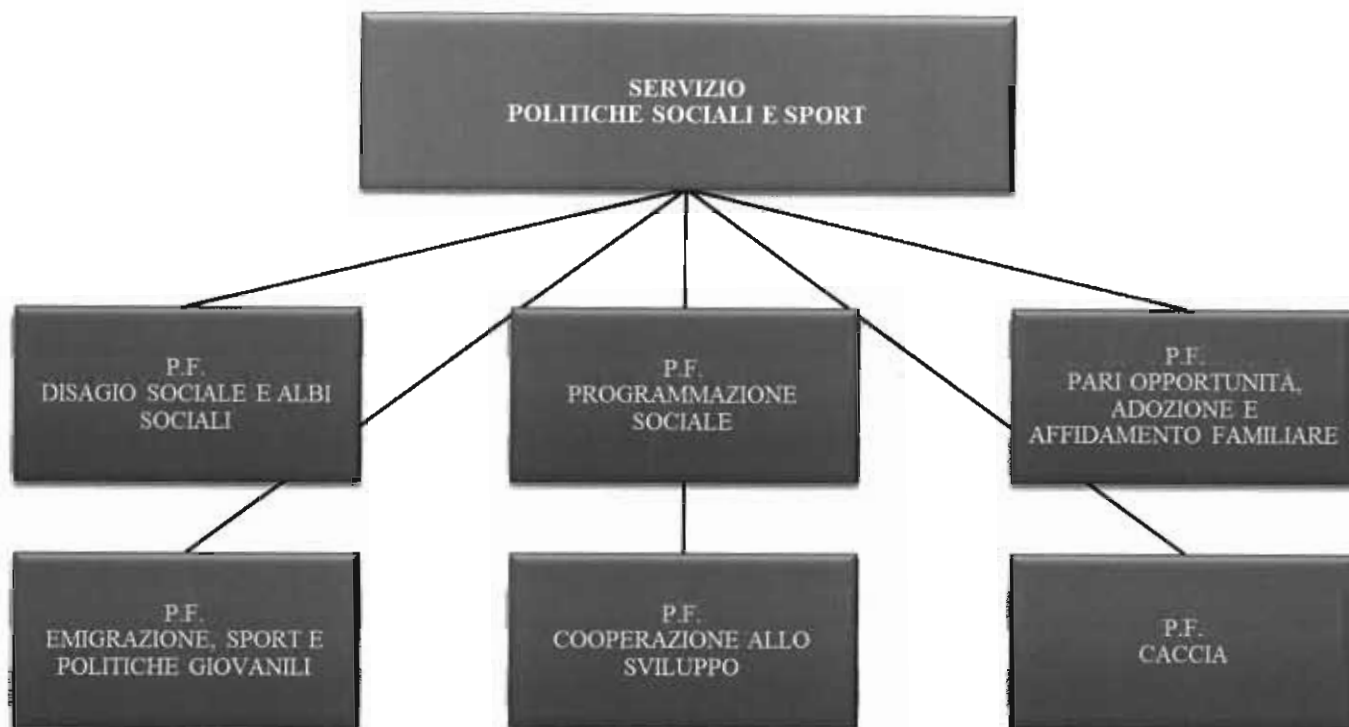 SERVIZIO
POLITICHE SOCIALI E SPORT
P.F.
DISAGIO SOCIALE E ALBI
SOCIALI
P.F.
PROGRAMMAZIONE
SOCIALE
P.F.
PARI OPPORTUNITÀ,
ADOZIONE E
AFFIDAMENTO FAMILIARE
P.F.
EMIGRAZIONE, SPORT E
POLITICHE GIOVANILI
P.F.
COOPERAZIONE ALLO
SVILUPPO
P.F.
CACCIA